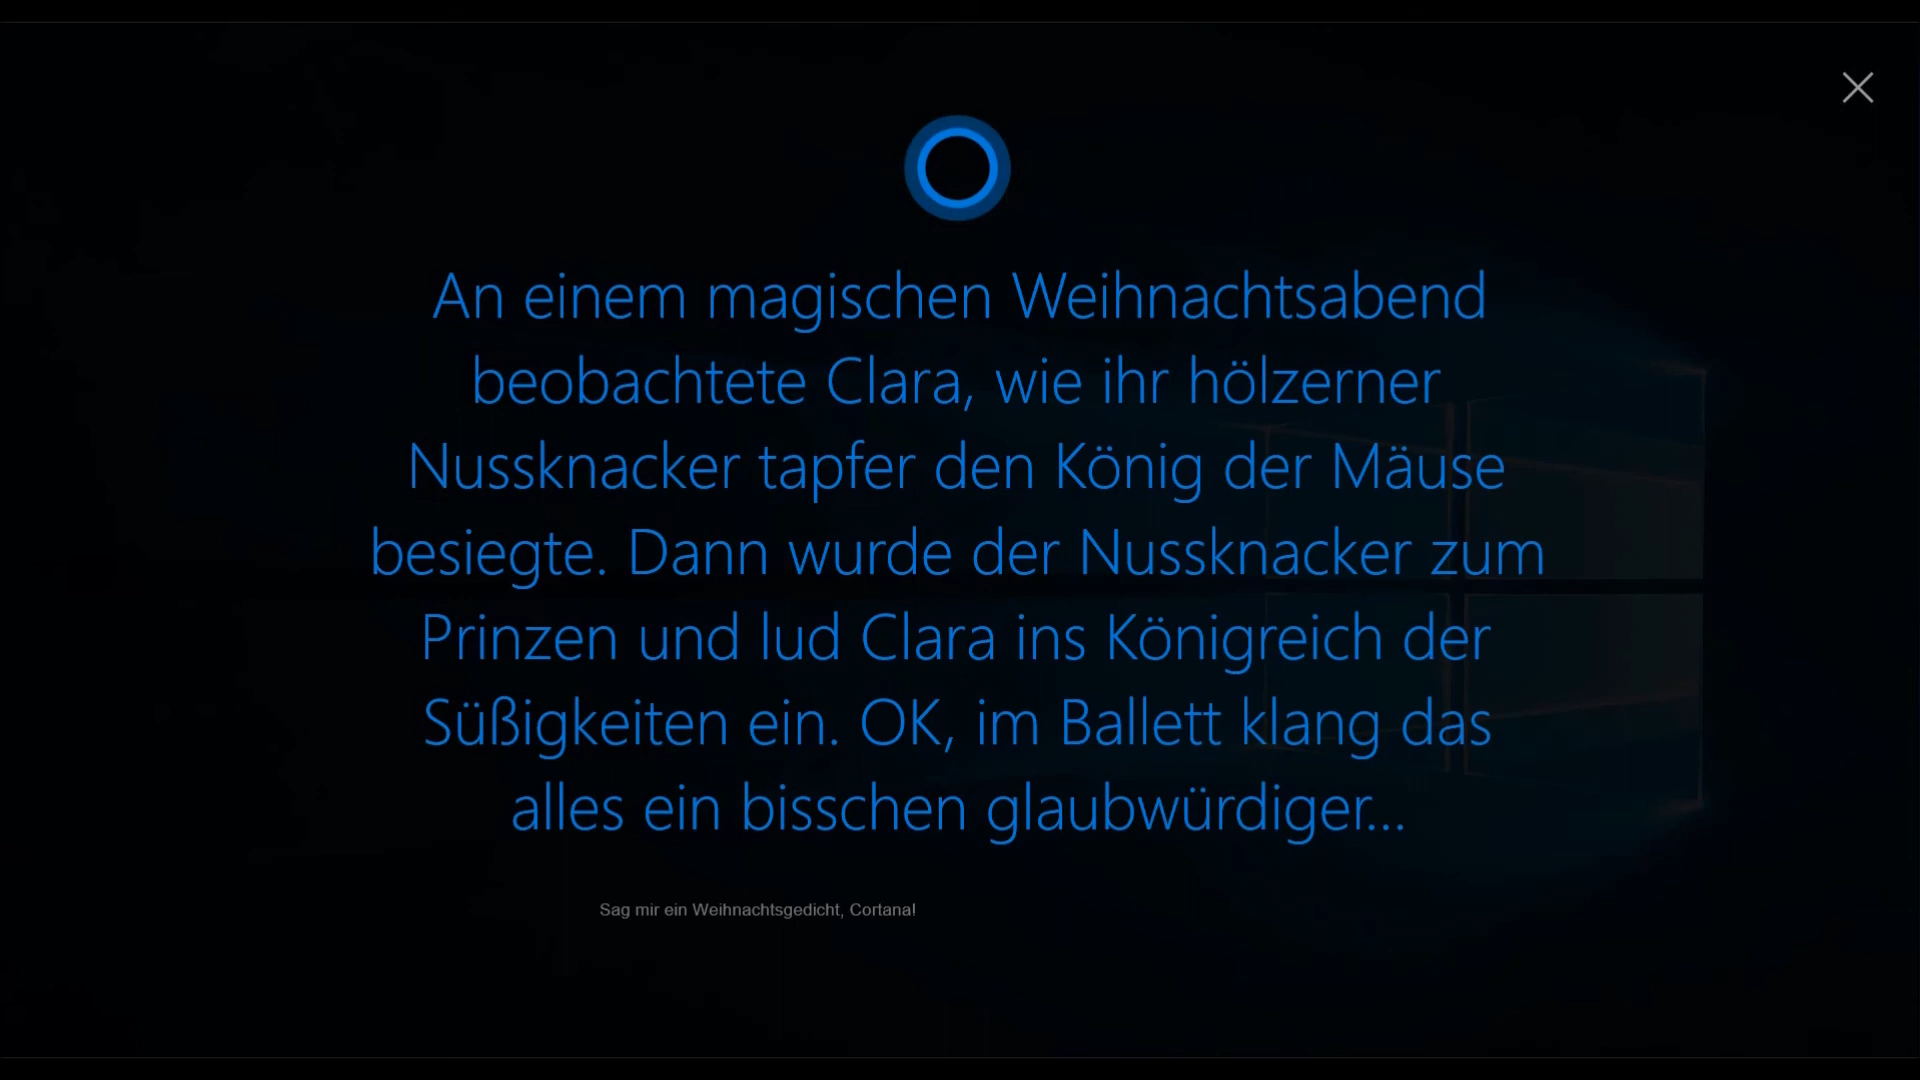 An einem magischen Weihnachtsabend
beobachtete Clara, wie ihr hölzerner
Nussknacker tapfer den König der Mäuse
besiegte. Dann wurde der Nussknacker zum
Prinzen und lud Clara ins Königreich der
Süßigkeiten ein. OK, im Ballett klang das
alles ein bisschen glaubwürdiger...
Sag mir ein Weihnachtsgedicht, Cortana!